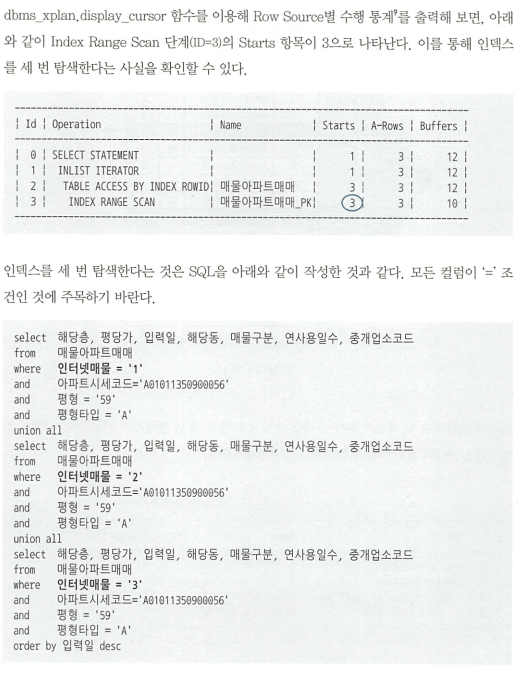 dbms_xplan.display_cursor 함수를 이용해 Row Source별 수행 통계⁹를 출력해 보면, 아래
와 같이 Index Range Scan 단계(ID=3)의 Starts 항목이 3으로 나타난다. 이를 통해 인덱스
를 세 번 탐색한다는 사실을 확인할 수 있다.
| Id | Operation | Name | Starts | A-Rows | Buffers |
| 0 | SELECT STATEMENT | | 1 | 3 | 12 |
| 1 | INLIST ITERATOR | | 1 | 3 | 12 |
| 2 | TABLE ACCESS BY INDEX ROWID| 매물아파트매매 | 3 | 3 | 12 |
| 3 | INDEX RANGE SCAN | 매물아파트매매_PK| 3 | 3 | 10 |
인덱스를 세 번 탐색한다는 것은 SQL을 아래와 같이 작성한 것과 같다. 모든 컬럼이 '=' 조
건인 것에 주목하기 바란다.
select 해당층, 평당가, 입력일, 해당동, 매물구분, 연사용일수, 중개업소코드
from 매물아파트매매
where 인터넷매물 = '1'
and 아파트시세코드='A01011350900056'
and 평형 = '59'
and 평형타입 = 'A'
union all
select 해당층, 평당가, 입력일, 해당동, 매물구분, 연사용일수, 중개업소코드
from 매물아파트매매
where 인터넷매물 = '2'
and 아파트시세코드='A01011350900056'
and 평형 = '59'
and 평형타입 = 'A'
union all
select 해당층, 평당가, 입력일, 해당동, 매물구분, 연사용일수, 중개업소코드
from 매물아파트매매
where 인터넷매물 = '3'
and 아파트시세코드='A01011350900056'
and 평형 = '59'
and 평형타입 = 'A'
order by 입력일 desc